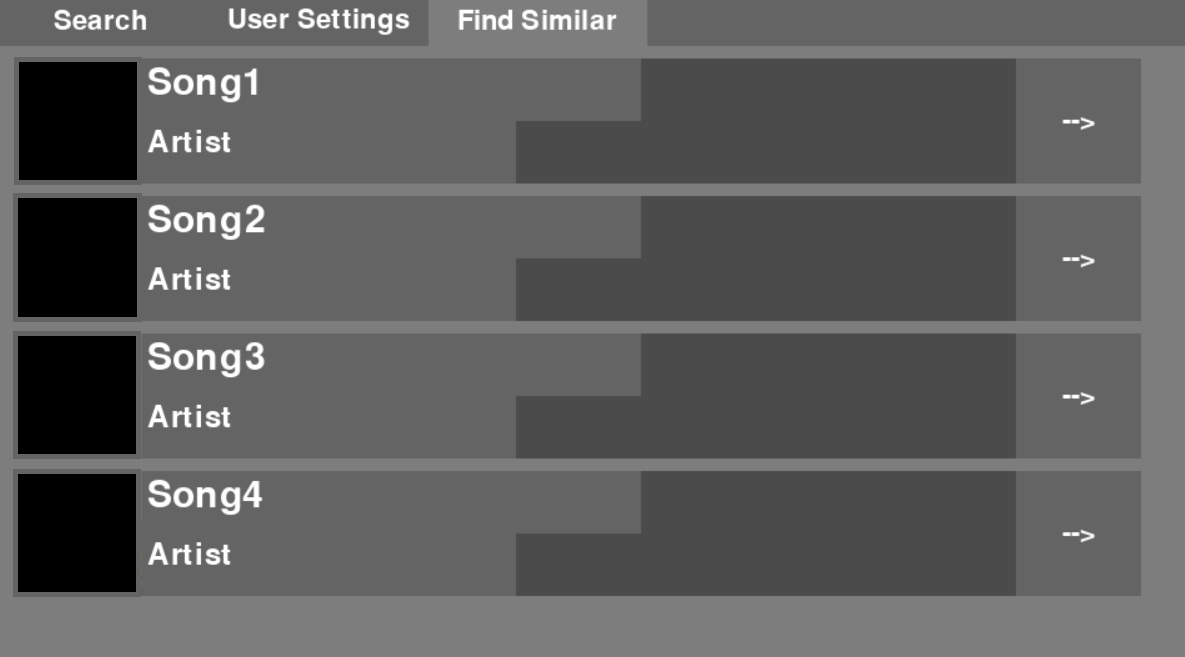 Search User Settings Find Similar
Song1
Artist
-->
Song2
Artist
-->
Song3
Artist
-->
Song4
Artist
-->